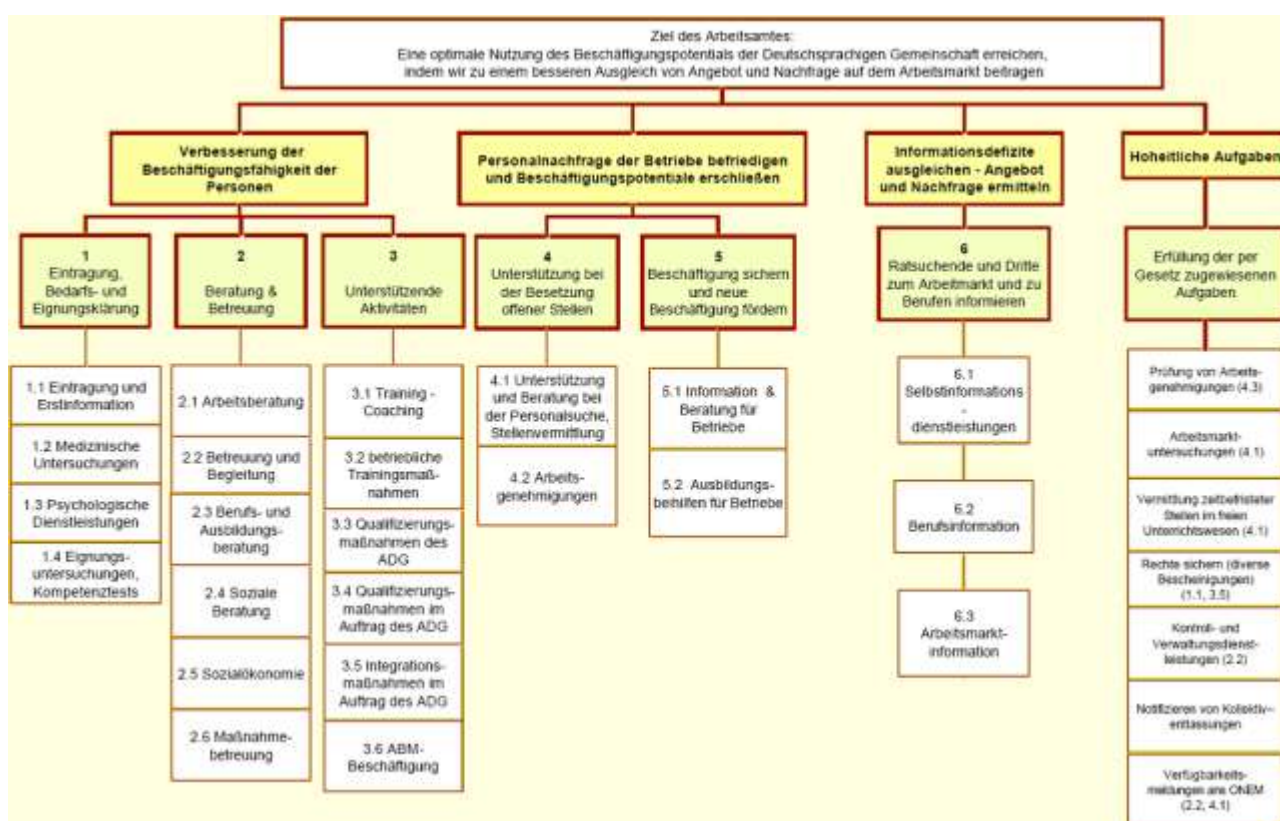 Ziel des Arbeitsamtes:
Eine optimale Nutzung des Beschäftigungspotentials der Deutschsprachigen Gemeinschaft erreichen,
indem wir zu einem besseren Ausgleich von Angebot und Nachfrage auf dem Arbeitsmarkt beitragen
Verbesserung der
Beschäftigungsfähigkeit der
Personen
Personalnachfrage der Betriebe befriedigen
und Beschäftigungspotentiale erschließen
Informationsdefizite
ausgleichen - Angebot
und Nachfrage ermitteln
Hoheitliche Aufgaben
1
Eintragung,
Bedarfs- und
Eignungsklärung
2
Beratung &
Betreuung
3
Unterstützende
Aktivitäten
4
Unterstützung bei
der Besetzung
offener Stellen
5
Beschäftigung sichern
und neue
Beschäftigung fördern
6
Ratsuchende und Dritte
zum Arbeitmarkt und zu
Berufen informieren
Erfüllung der per
Gesetz zugewiesenen
Aufgaben
1.1 Eintragung und
Erstinformation
1.2 Medizinische
Untersuchungen
1.3 Psychologische
Dienstleistungen
1.4 Eignungs-
untersuchungen,
Kompetenztests
2.1 Arbeitsberatung
2.2 Betreuung und
Begleitung
2.3 Berufs- und
Ausbildungs-
beratung
2.4 Soziale
Beratung
2.5 Sozialökonomie
2.6 Maßnahme-
betreuung
3.1 Training -
Coaching
3.2 betriebliche
Trainingsmaß-
nahmen
3.3 Qualifizierungs-
maßnahmen des
ADG
3.4 Qualifizierungs-
maßnahmen im
Auftrag des ADG
3.5 Integrations-
maßnahmen im
Auftrag des ADG
3.6 ABM-
Beschäftigung
4.1 Unterstützung
und Beratung bei
der Personalsuche,
Stellenvermittlung
4.2 Arbeits-
genehmigungen
5.1 Information &
Beratung für
Betriebe
5.2 Ausbildungs-
beihilfen für Betriebe
6.1
Selbstinformations
-
dienstleistungen
6.2
Berufsinformation
6.3
Arbeitsmarkt-
information
Prüfung von Arbeits-
genehmigungen (4.3)
Arbeitsmarkt-
untersuchungen (4.1)
Vermittlung zeitbefristeter
Stellen im freien
Unterrichtswesen (4.1)
Rechte sichern (diverse
Bescheinigungen)
(1.1, 3.5)
Kontroll- und
Verwaltungsdienst-
leistungen (2.2)
Notifizieren von Kollektiv-
entlassungen
Verfügbarkeits-
meldungen ans ONEM
(2.2, 4.1)